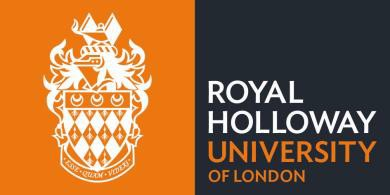 ESSE · QUAM · VIDERI
ROYAL
HOLLOWAY
UNIVERSITY
OF LONDON